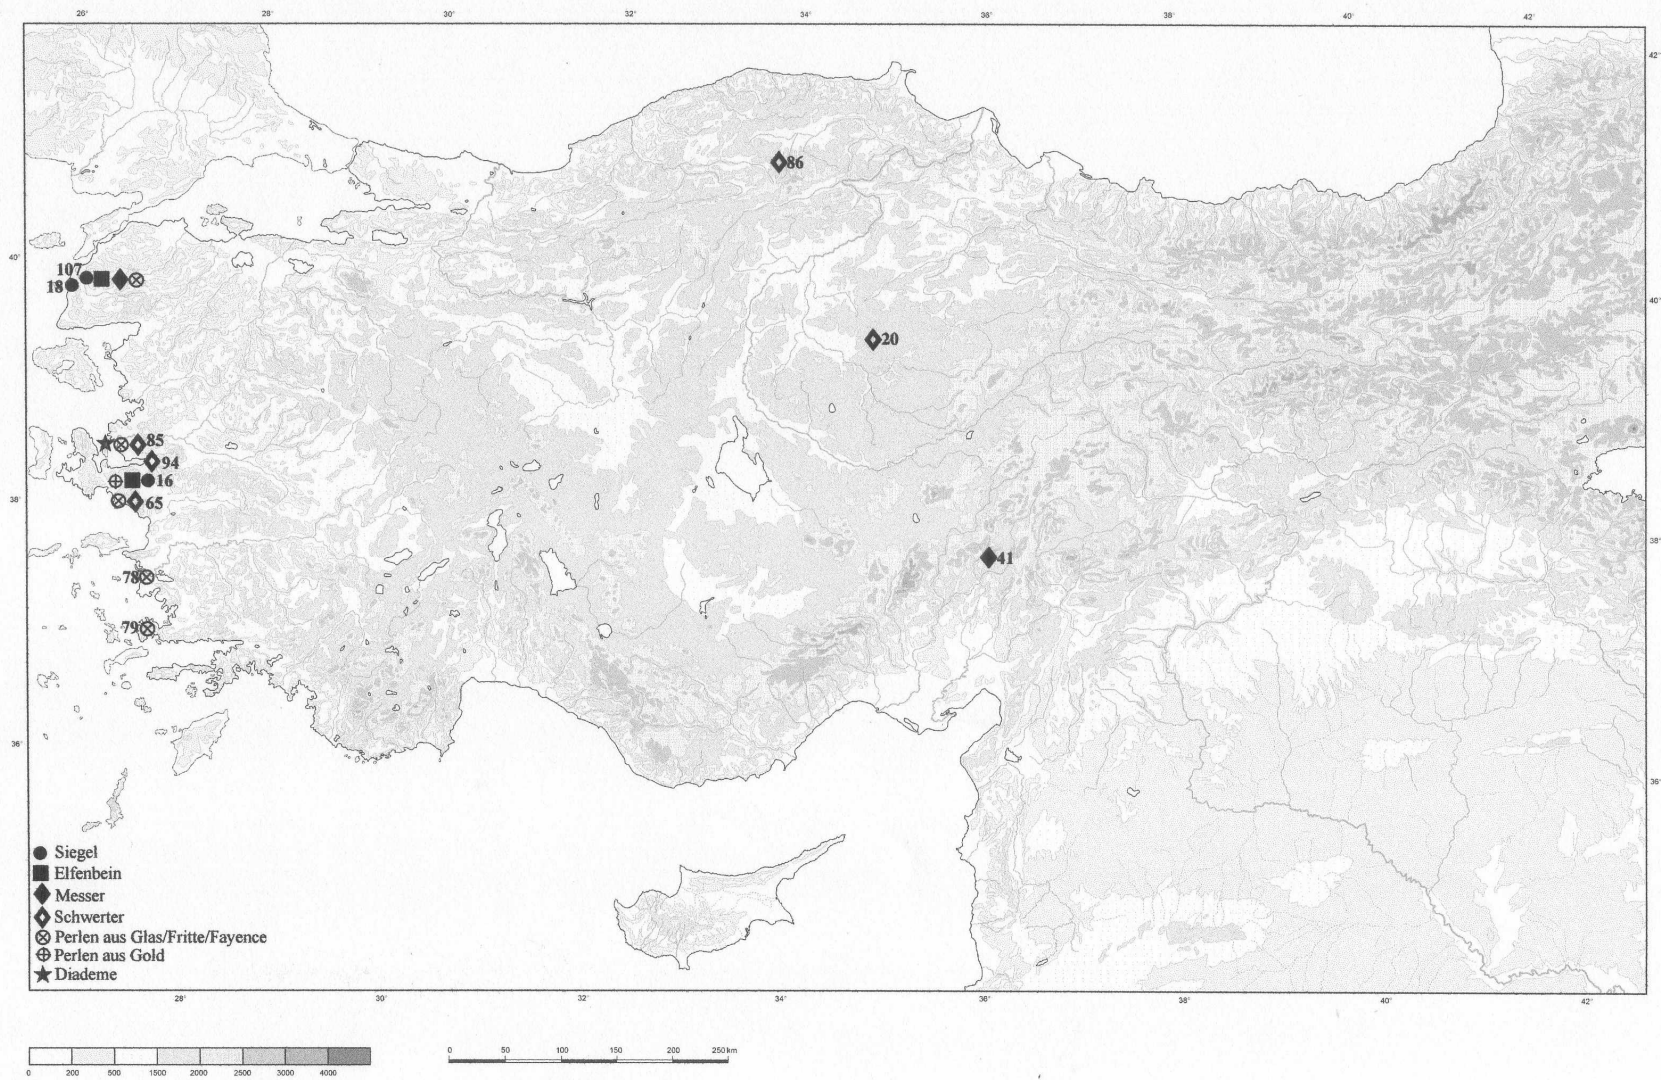 26° 28° 30° 32° 34° 36° 38° 40° 42°
42°
86
40°
107
18
40°
20
85
94
16
38°
65
38°
41
78
79
36°
36°
Siegel
Elfenbein
Messer
Schwerter
Perlen aus Glas/Fritte/Fayence
Perlen aus Gold
Diademe
28° 30° 32° 34° 36° 38° 40° 42°
0 50 100 150 200 250 km
0 200 500 1500 2000 2500 3000 4000